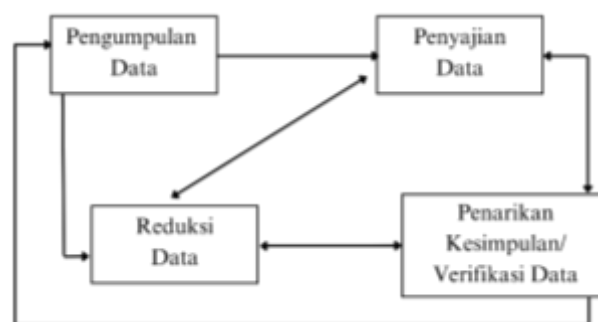 Pengumpulan
Data
Penyajian
Data
Reduksi
Data
Penarikan
Kesimpulan/
Verifikasi Data